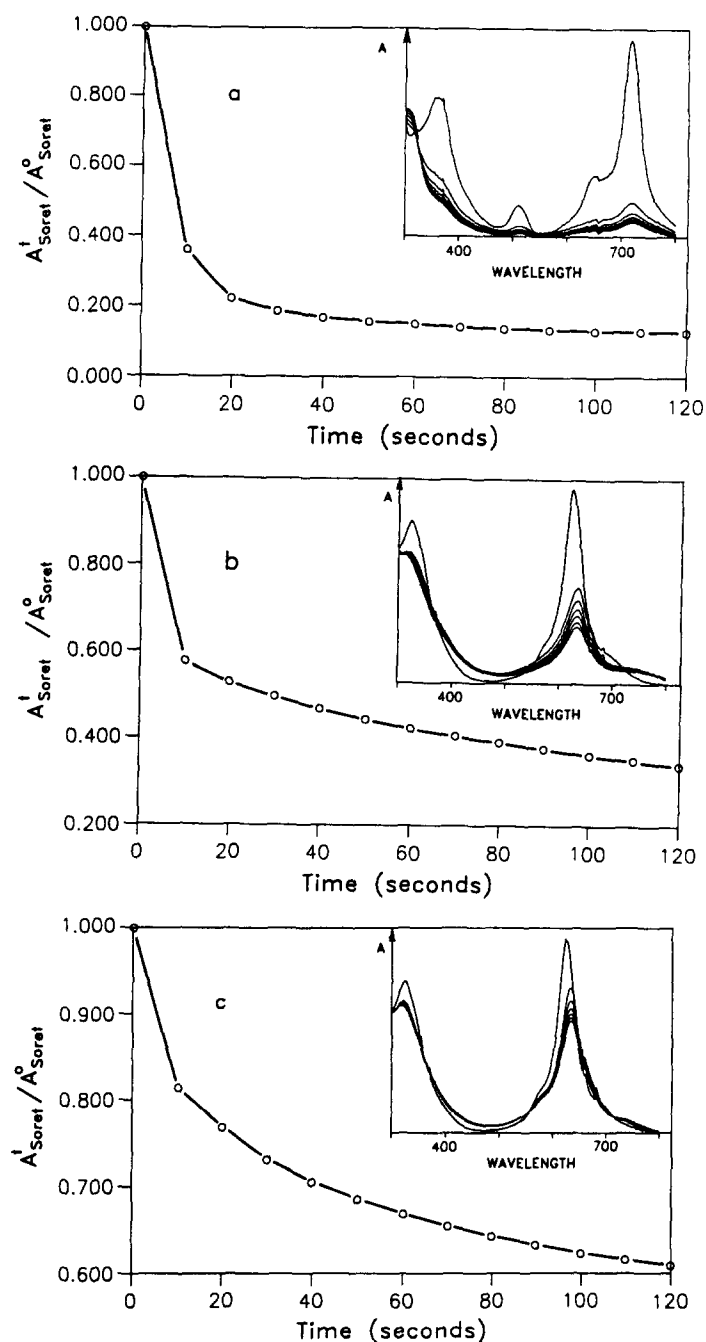 1.000
0.800
0.600
0.400
0.200
0.000
A^t_Soret / A^o_Soret
a
A
400
700
WAVELENGTH
0 20 40 60 80 100 120
Time (seconds)
1.000
0.800
0.600
0.400
0.200
A^t_Soret / A^o_Soret
b
A
400
700
WAVELENGTH
0 20 40 60 80 100 120
Time (seconds)
1.000
0.900
0.800
0.700
0.600
A^t_Soret / A^o_Soret
c
A
400
700
WAVELENGTH
0 20 40 60 80 100 120
Time (seconds)